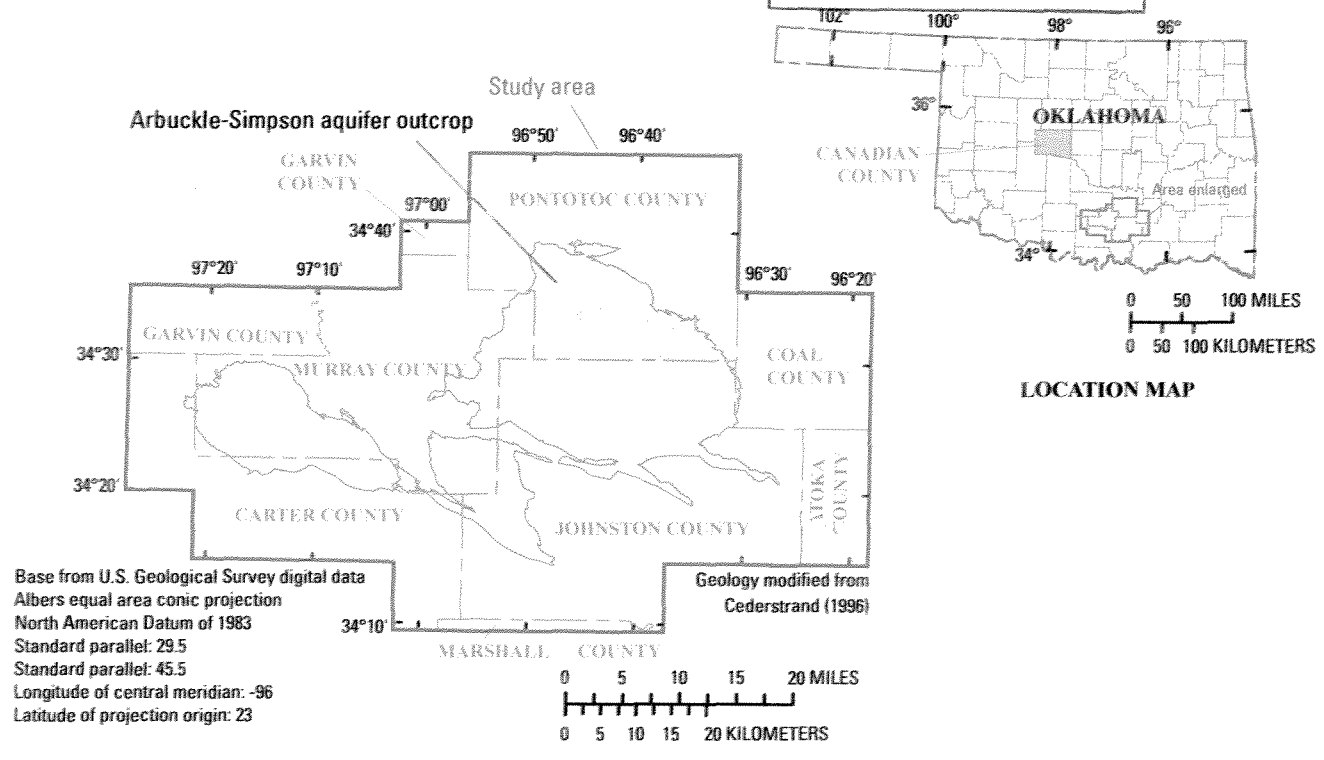 102° 100° 98° 96°
36°
OKLAHOMA
CANADIAN
COUNTY
Area enlarged
34°
0 50 100 MILES
0 50 100 KILOMETERS
LOCATION MAP
Study area
Arbuckle-Simpson aquifer outcrop
96°50' 96°40'
GARVIN
COUNTY
PONTOTOC COUNTY
97°00'
34°40'
97°20' 97°10'
96°30' 96°20'
GARVIN COUNTY
34°30'
MURRAY COUNTY
COAL
COUNTY
34°20'
ATOKA
COUNTY
CARTER COUNTY
JOHNSTON COUNTY
Base from U.S. Geological Survey digital data
Albers equal area conic projection
North American Datum of 1983
Standard parallel: 29.5
Standard parallel: 45.5
Longitude of central meridian: -96
Latitude of projection origin: 23
Geology modified from
Cederstrand (1996)
34°10'
MARSHALL COUNTY
0 5 10 15 20 MILES
0 5 10 15 20 KILOMETERS